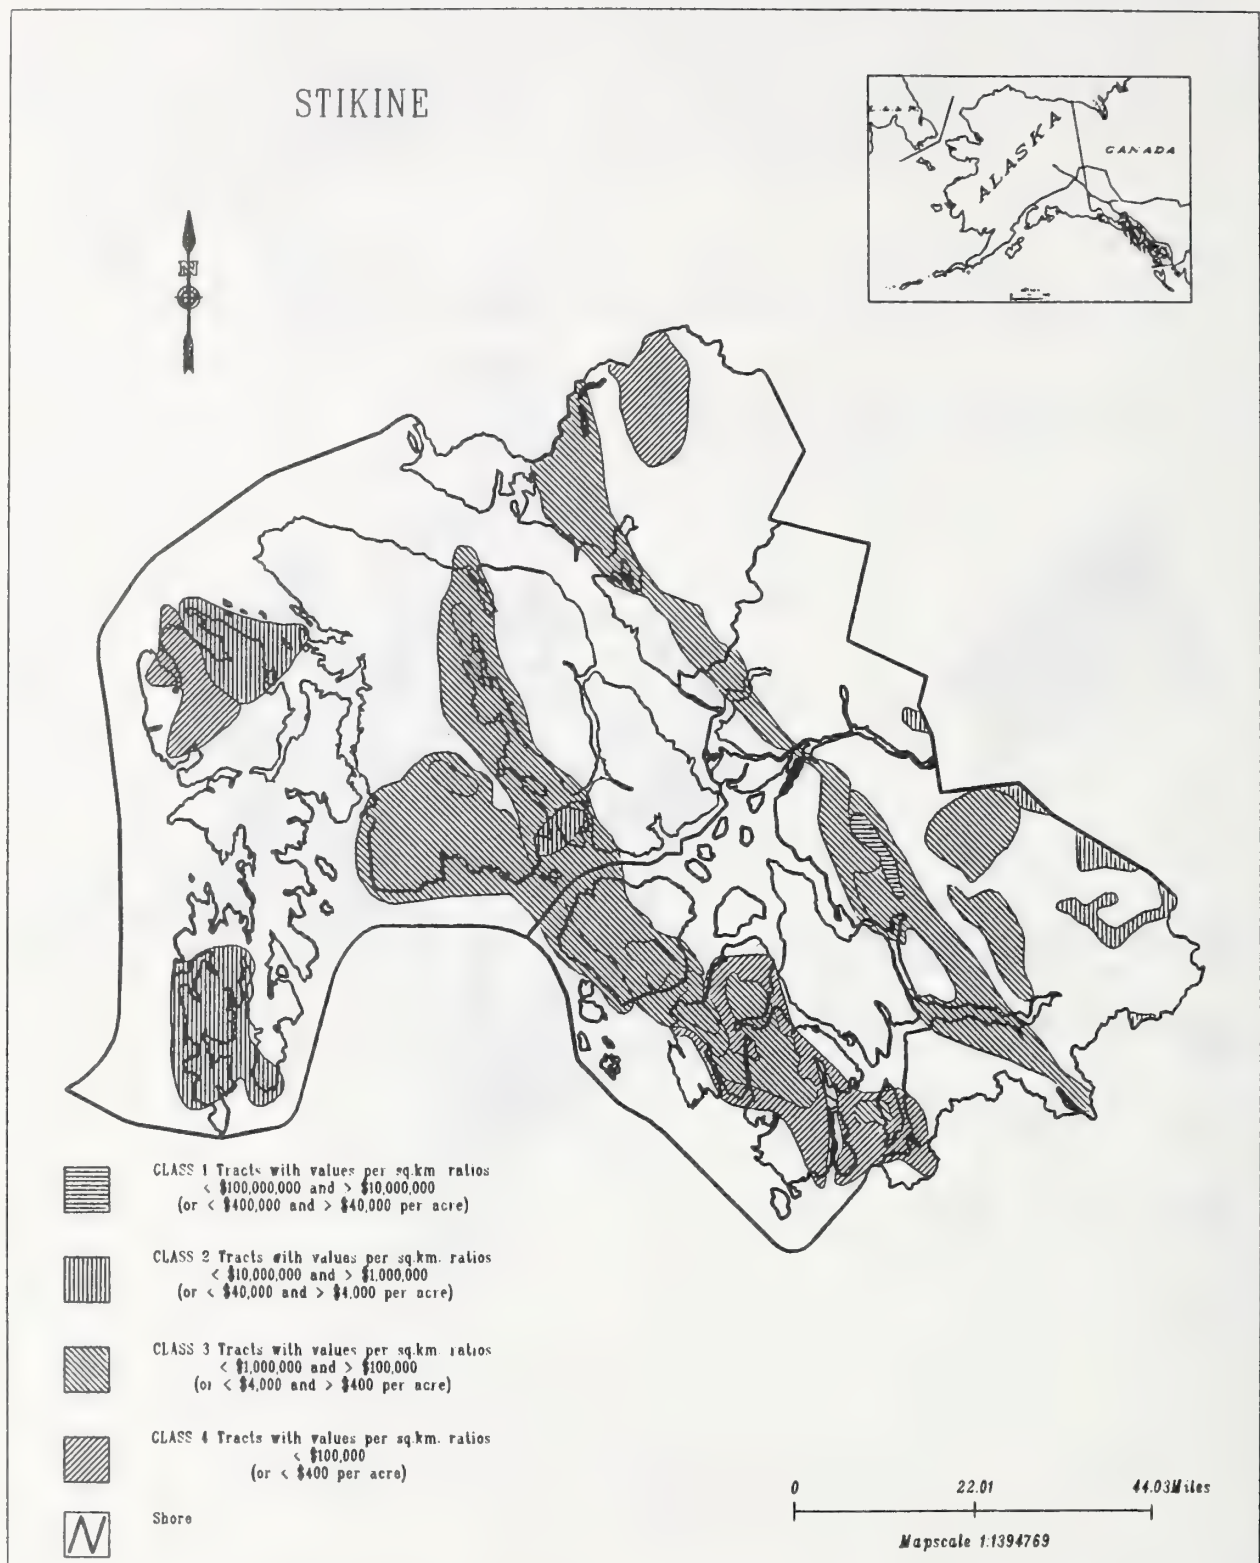 STIKINE
ALASKA
CANADA
N
CLASS 1 Tracts with values per sq.km ratios
< $100,000,000 and > $10,000,000
(or < $400,000 and > $40,000 per acre)
CLASS 2 Tracts with values per sq.km. ratios
< $10,000,000 and > $1,000,000
(or < $40,000 and > $4,000 per acre)
CLASS 3 Tracts with values per sq.km. ratios
< $1,000,000 and > $100,000
(or < $4,000 and > $400 per acre)
CLASS 4 Tracts with values per sq.km. ratios
< $100,000
(or < $400 per acre)
Shore
0 22.01 44.03Miles
Mapscale 1:1394769